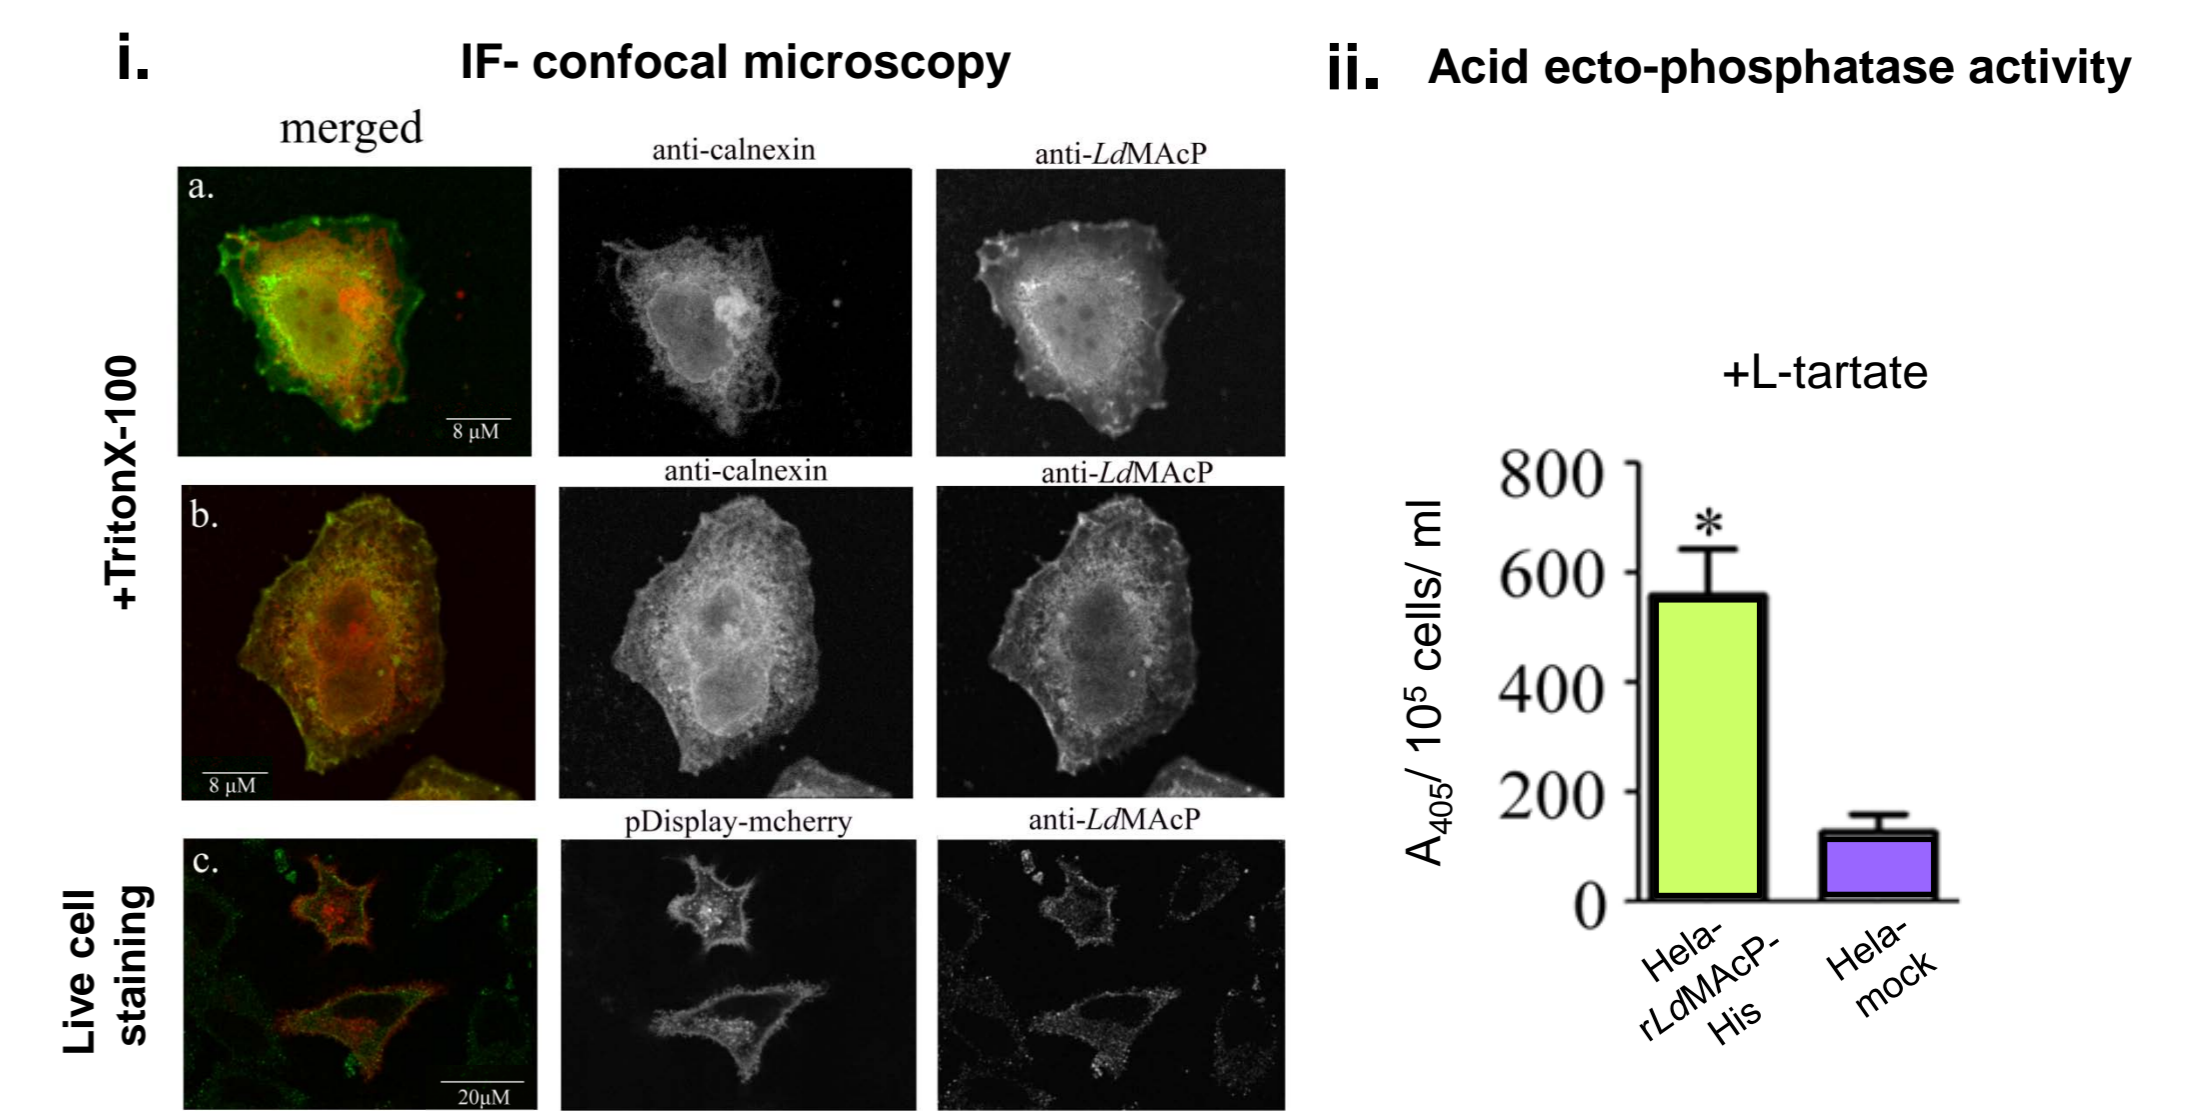 i.
IF- confocal microscopy
merged
anti-calnexin
anti-LdMAcP
a.
8 μM
+TritonX-100
anti-calnexin
anti-LdMAcP
b.
8 μM
pDisplay-mcherry
anti-LdMAcP
c.
20μM
Live cell
staining
ii.
Acid ecto-phosphatase activity
+L-tartate
A405/ 10⁵ cells/ ml
800
600
400
200
0
*
Hela-
rLdMAcP-
His
Hela-
mock